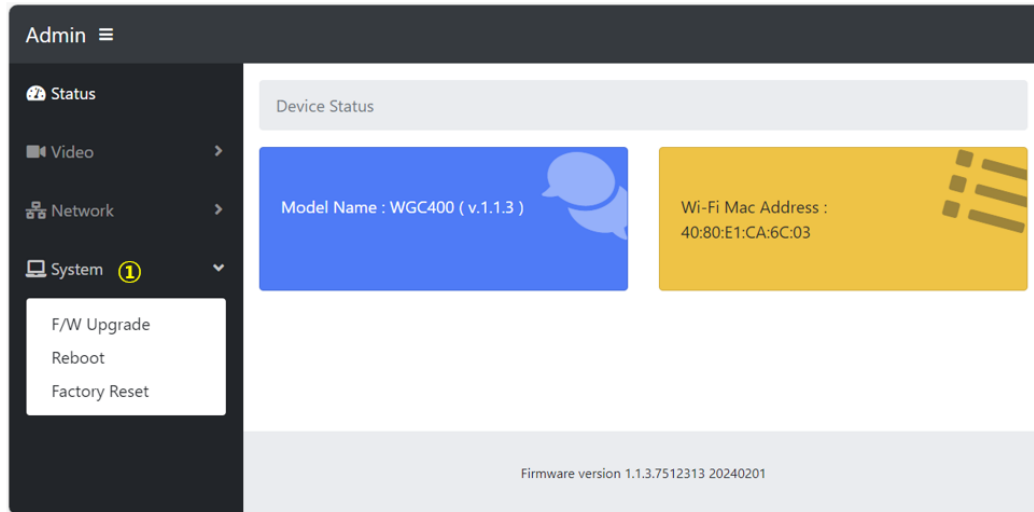 Admin
Status
Device Status
Video
Network
Model Name : WGC400 ( v.1.1.3 )
Wi-Fi Mac Address :
40:80:E1:CA:6C:03
System ①
F/W Upgrade
Reboot
Factory Reset
Firmware version 1.1.3.7512313 20240201